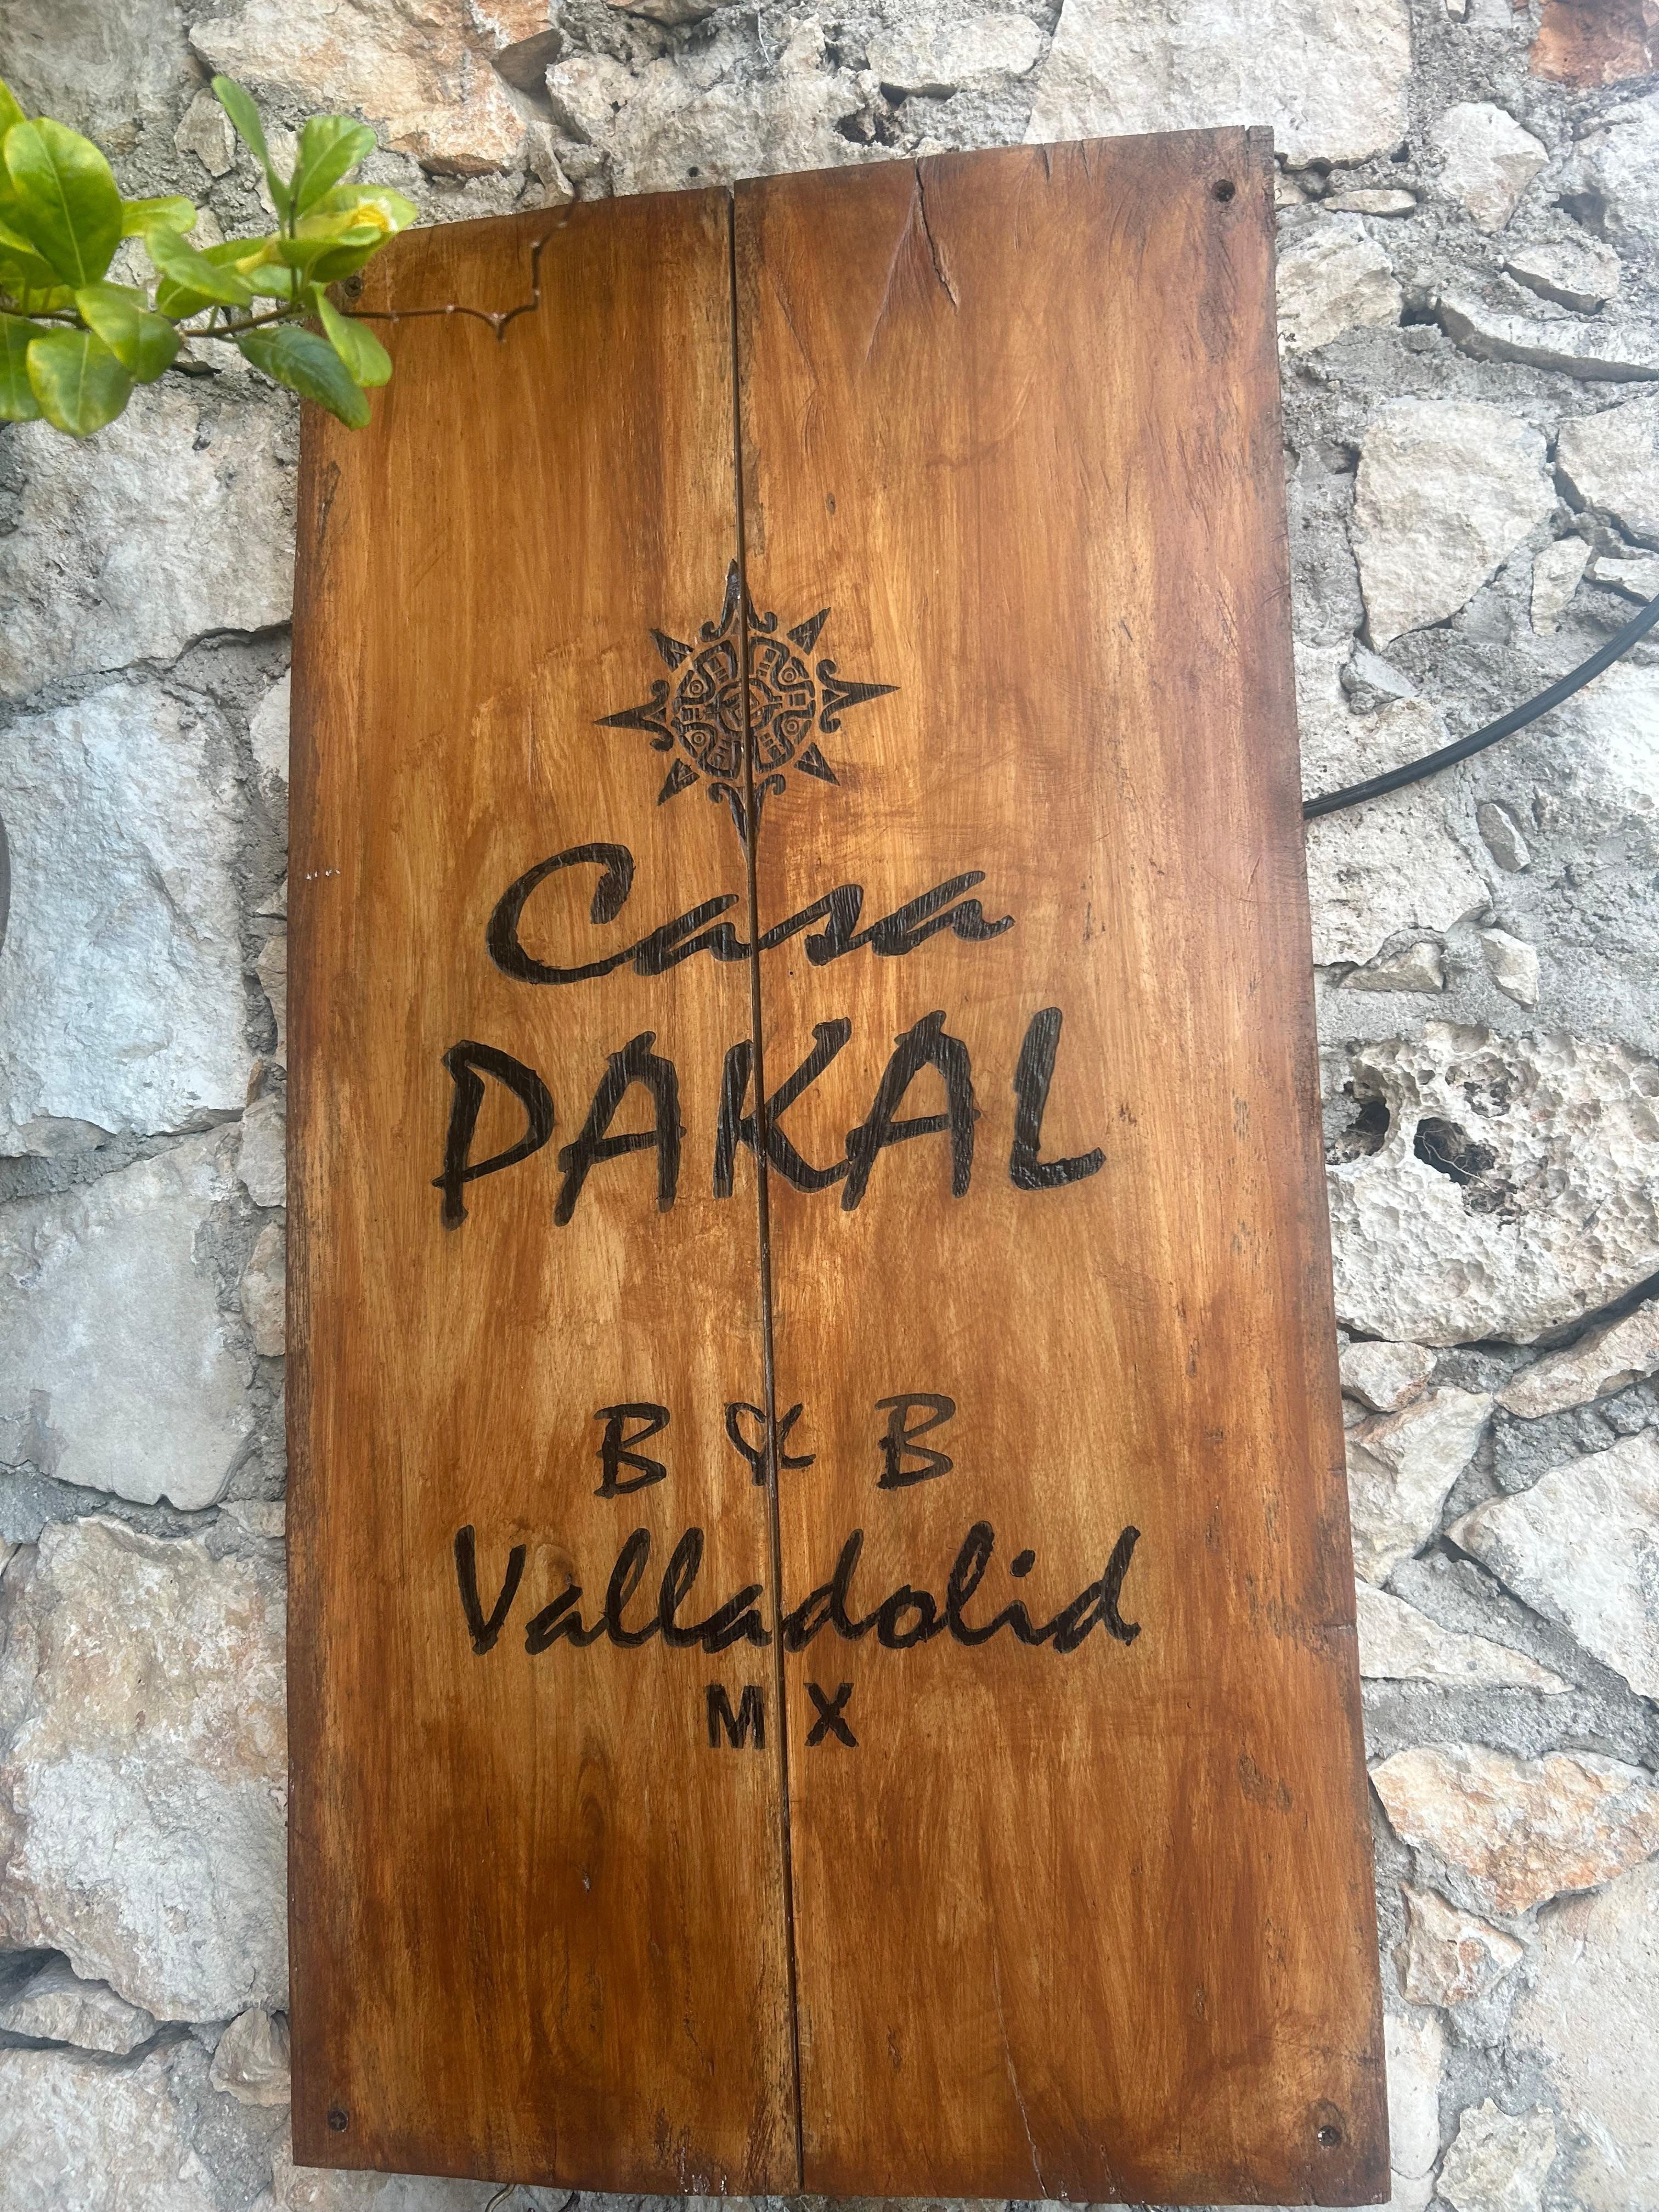 Casa
PAKAL
B & B
Valladolid
MX